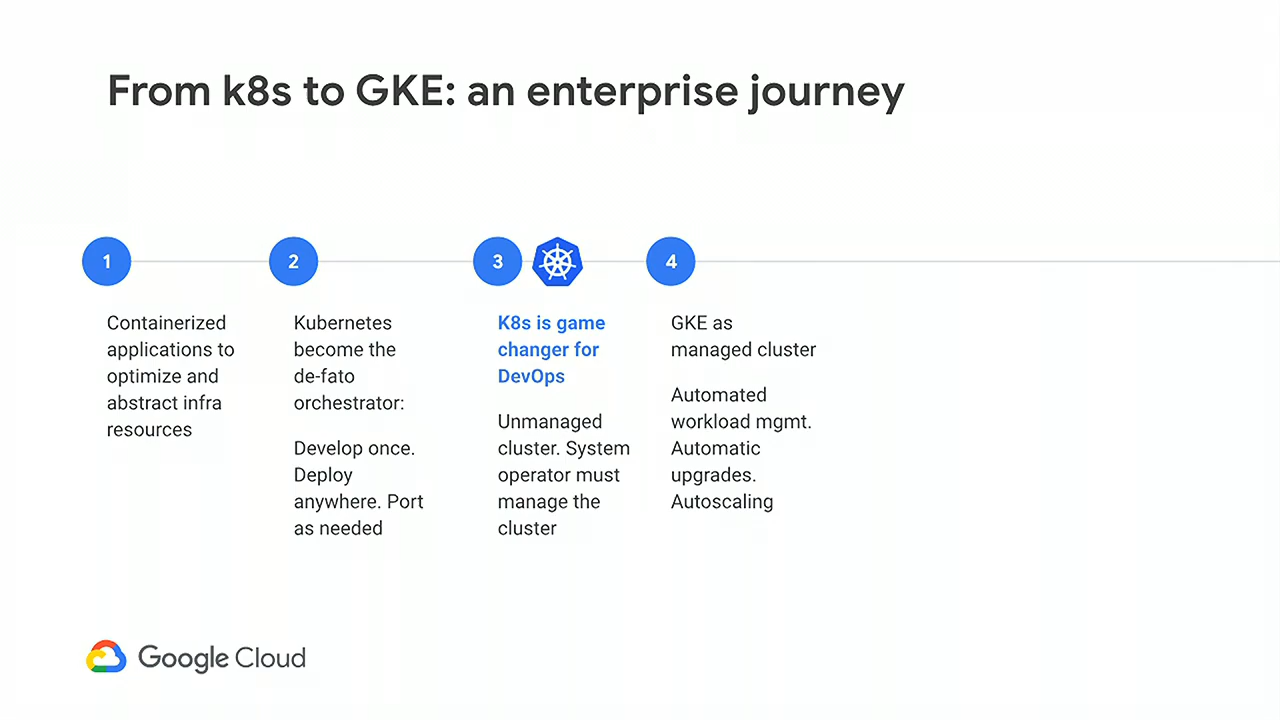 From k8s to GKE: an enterprise journey
1
Containerized
applications to
optimize and
abstract infra
resources
2
Kubernetes
become the
de-fato
orchestrator:
Develop once.
Deploy
anywhere. Port
as needed
3
K8s is game
changer for
DevOps
Unmanaged
cluster. System
operator must
manage the
cluster
4
GKE as
managed cluster
Automated
workload mgmt.
Automatic
upgrades.
Autoscaling
Google Cloud